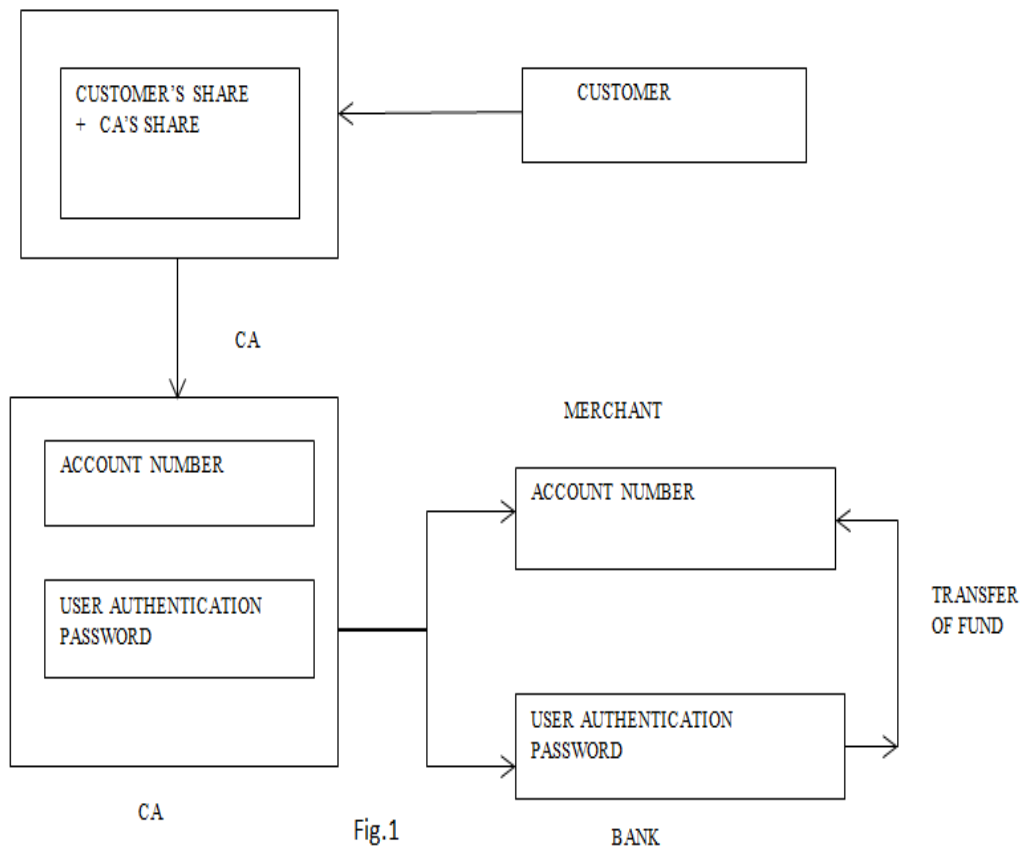 CUSTOMER'S SHARE
+ CA'S SHARE
CUSTOMER
CA
MERCHANT
ACCOUNT NUMBER
ACCOUNT NUMBER
USER AUTHENTICATION
PASSWORD
TRANSFER
OF FUND
USER AUTHENTICATION
PASSWORD
CA
Fig.1
BANK